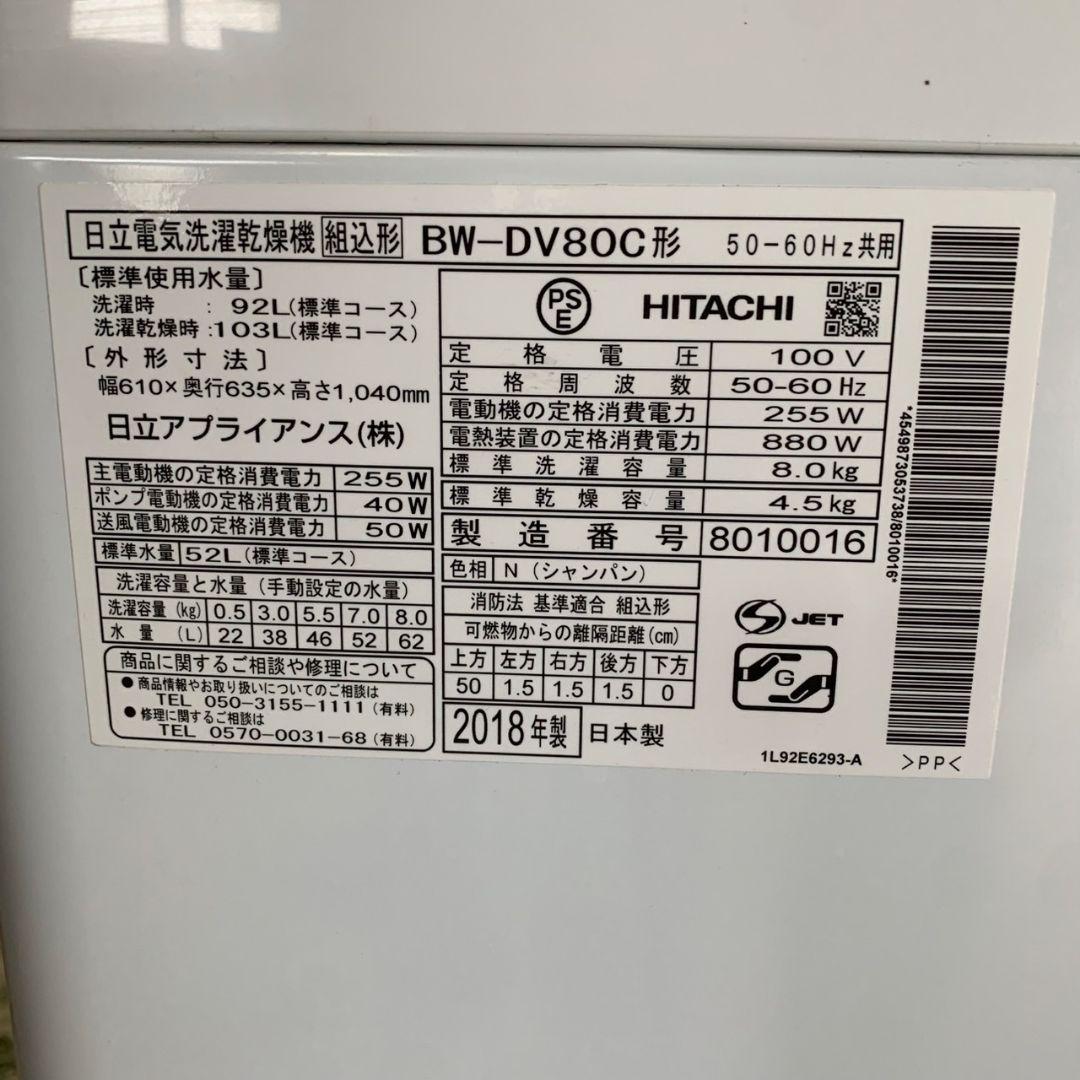 日立電気洗濯乾燥機 組込形 BW-DV80C形 50-60Hz共用
〔標準使用水量〕
洗濯時 : 92L(標準コース)
洗濯乾燥時:103L(標準コース)
〔外形寸法〕
幅610×奥行635×高さ1,040mm
日立アプライアンス(株)
主電動機の定格消費電力 255W
ポンプ電動機の定格消費電力 40W
送風電動機の定格消費電力 50W
標準水量 52L(標準コース)
洗濯容量と水量 (手動設定の水量)
洗濯容量(kg) 0.5 3.0 5.5 7.0 8.0
水量(L) 22 38 46 52 62
商品に関するご相談や修理について
●商品情報やお取り扱いについてのご相談は
TEL 050-3155-1111(有料)
●修理に関するご相談は
TEL 0570-0031-68(有料)
PSE HITACHI
定格電圧 100V
定格周波数 50-60Hz
電動機の定格消費電力 255W
電熱装置の定格消費電力 880W
標準洗濯容量 8.0kg
標準乾燥容量 4.5kg
製造番号 8010016
色相 N(シャンパン)
消防法 基準適合 組込形
可燃物からの離隔距離(cm)
上方 左方 右方 後方 下方
50 1.5 1.5 1.5 0
2018年製 日本製
S JET
G
1L92E6293-A
>PP<
*4549873053738/8010016*